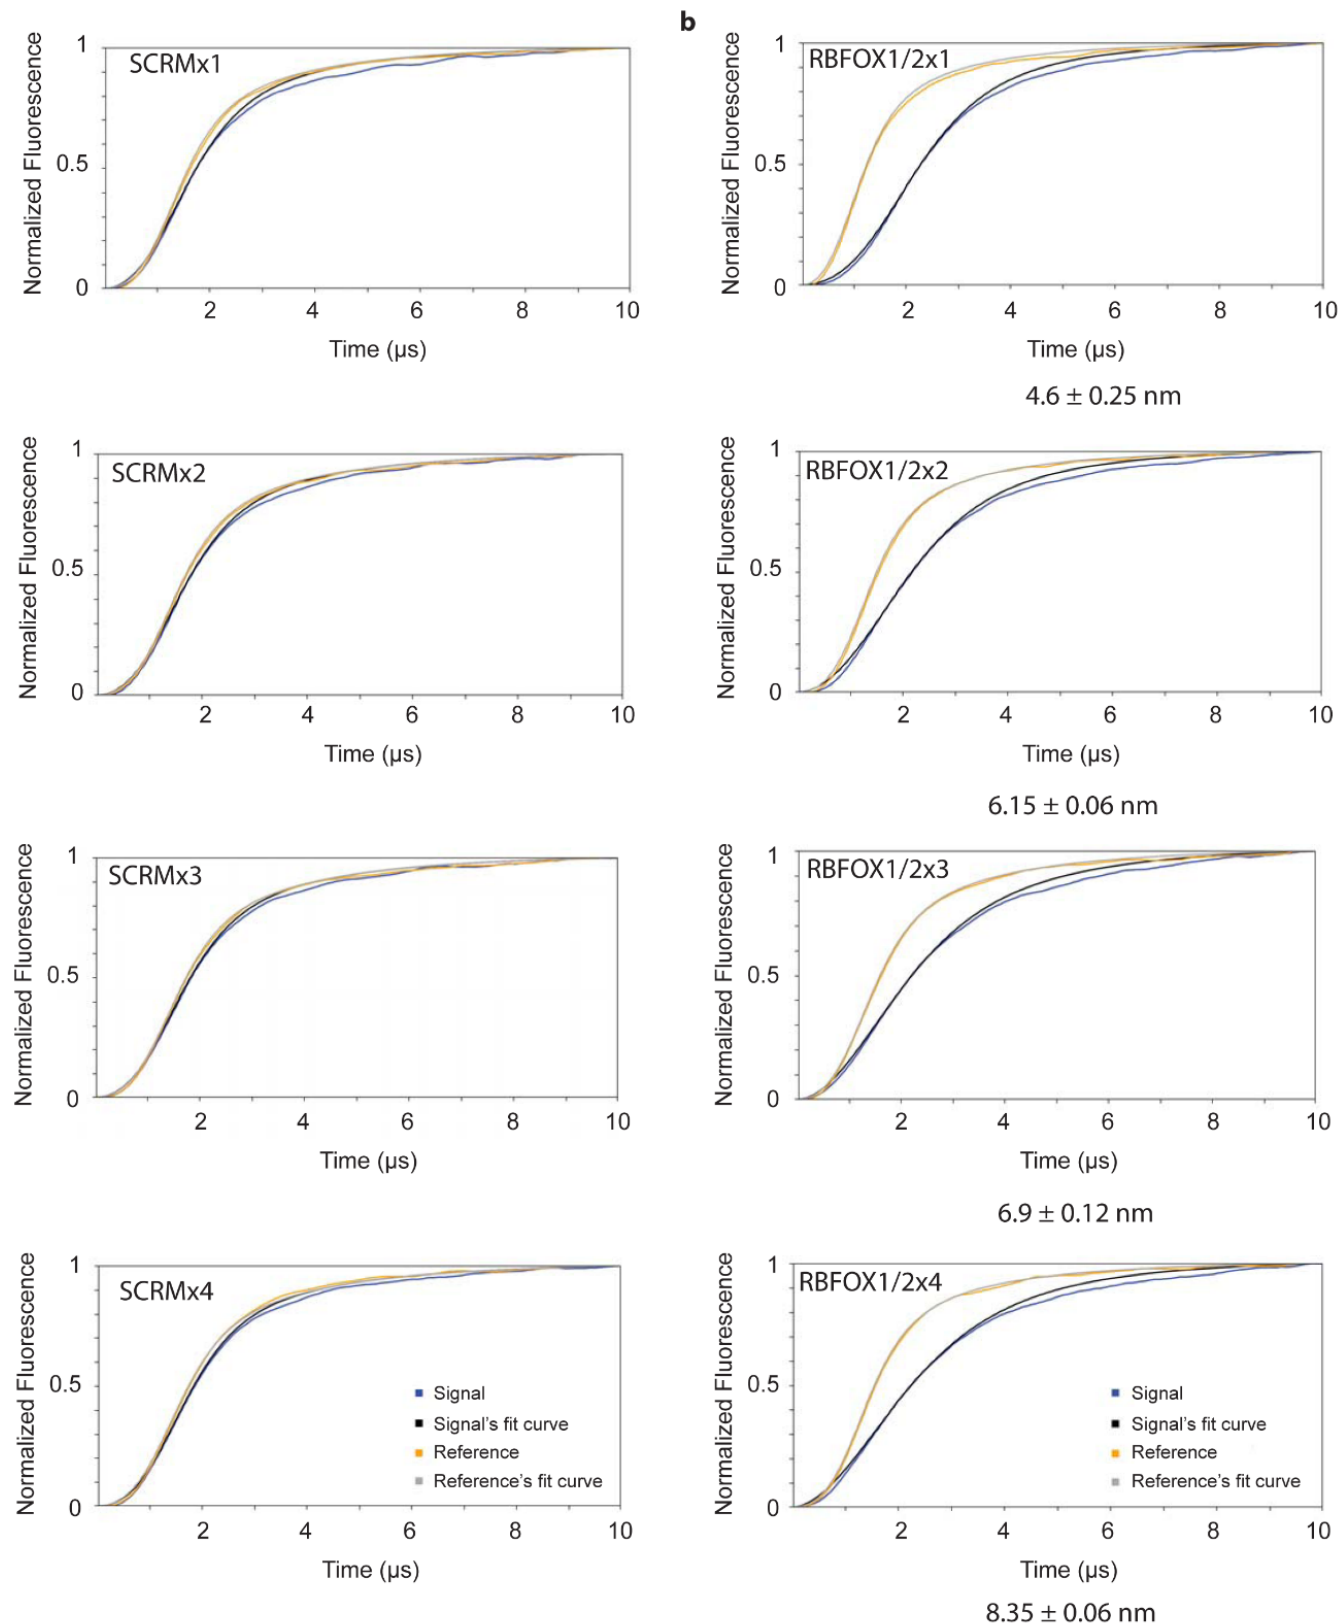 b
SCRMx1
Normalized Fluorescence
1
0.5
0
2 4 6 8 10
Time (µs)
RBFOX1/2x1
Normalized Fluorescence
1
0.5
0
2 4 6 8 10
Time (µs)
4.6 ± 0.25 nm
SCRMx2
Normalized Fluorescence
1
0.5
0
2 4 6 8 10
Time (µs)
RBFOX1/2x2
Normalized Fluorescence
1
0.5
0
2 4 6 8 10
Time (µs)
6.15 ± 0.06 nm
SCRMx3
Normalized Fluorescence
1
0.5
0
2 4 6 8 10
Time (µs)
RBFOX1/2x3
Normalized Fluorescence
1
0.5
0
2 4 6 8 10
Time (µs)
6.9 ± 0.12 nm
SCRMx4
Normalized Fluorescence
1
0.5
0
2 4 6 8 10
Time (µs)
Signal
Signal’s fit curve
Reference
Reference’s fit curve
RBFOX1/2x4
Normalized Fluorescence
1
0.5
0
2 4 6 8 10
Time (µs)
Signal
Signal’s fit curve
Reference
Reference’s fit curve
8.35 ± 0.06 nm